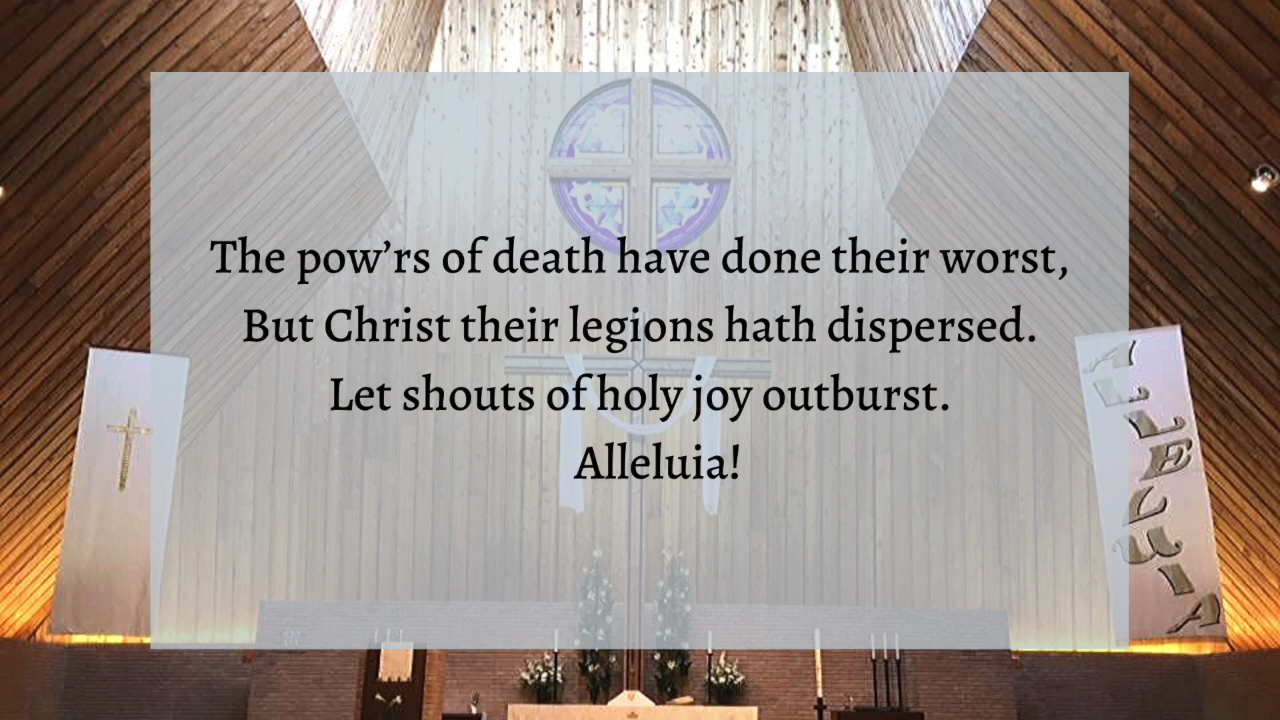 The pow’rs of death have done their worst,
But Christ their legions hath dispersed.
Let shouts of holy joy outburst.
Alleluia!
ALLELUIA